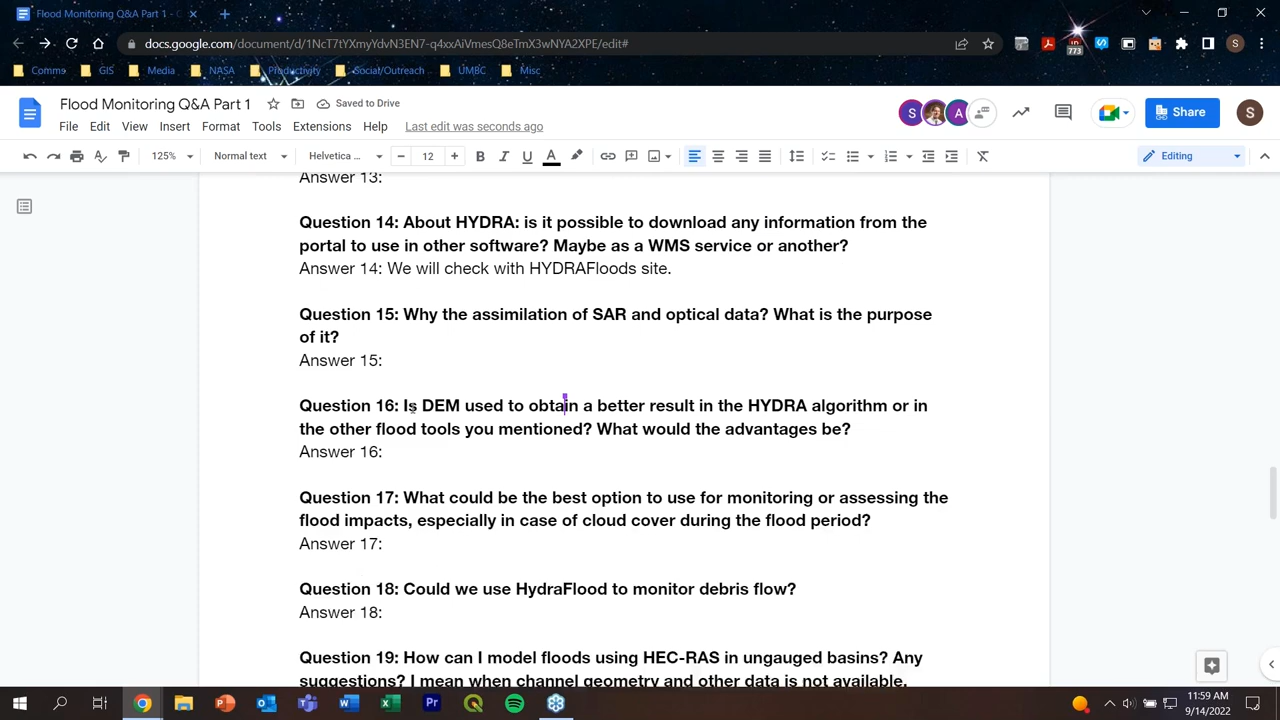 Flood Monitoring Q&A Part 1 -
docs.google.com/document/d/1NcT7tYXmyYdvN3EN7-q4xxAiVmesQ8eTmX3wNYA2XPE/edit#
773
S
Comms GIS Media NASA Productivity Social/Outreach UMBC Misc
Flood Monitoring Q&A Part 1
Saved to Drive
S A Share S
File Edit View Insert Format Tools Extensions Help Last edit was seconds ago
125% Normal text Helvetica ... 12 B I U A Editing
Answer 13:
Question 14: About HYDRA: is it possible to download any information from the
portal to use in other software? Maybe as a WMS service or another?
Answer 14: We will check with HYDRAFloods site.
Question 15: Why the assimilation of SAR and optical data? What is the purpose
of it?
Answer 15:
Question 16: Is DEM used to obtain a better result in the HYDRA algorithm or in
the other flood tools you mentioned? What would the advantages be?
Answer 16:
Question 17: What could be the best option to use for monitoring or assessing the
flood impacts, especially in case of cloud cover during the flood period?
Answer 17:
Question 18: Could we use HydraFlood to monitor debris flow?
Answer 18:
Question 19: How can I model floods using HEC-RAS in ungauged basins? Any
suggestions? I mean when channel geometry and other data is not available.
11:59 AM
9/14/2022